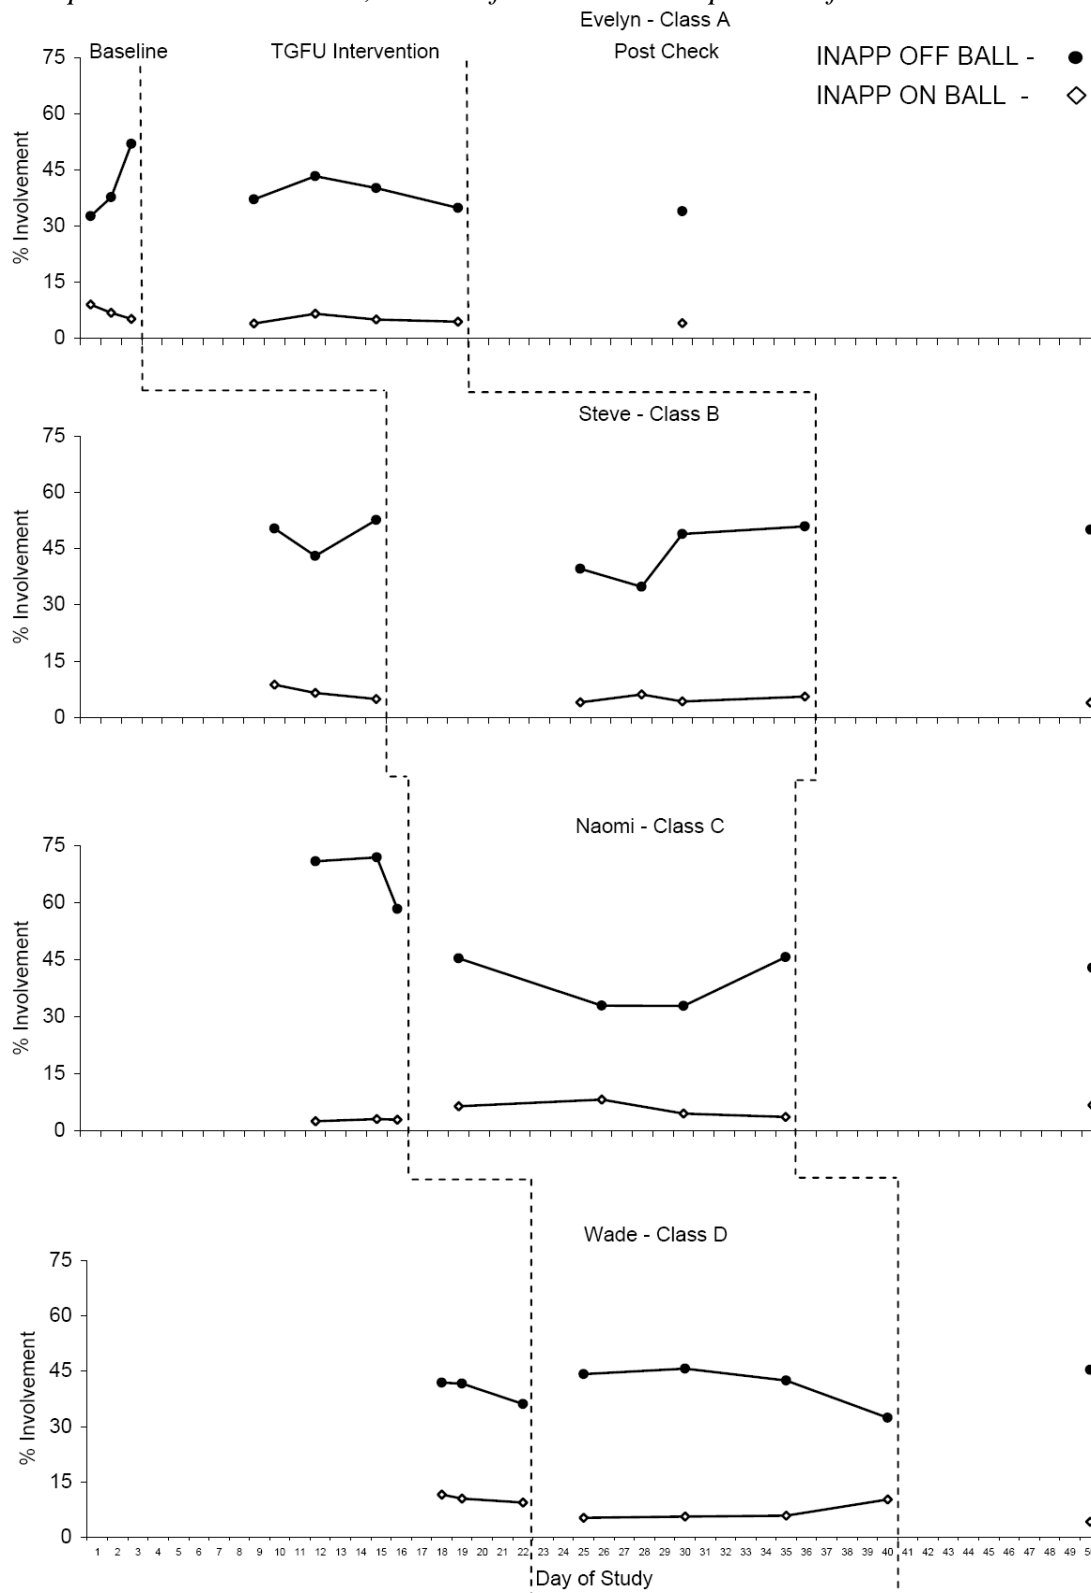 Evelyn - Class A
Baseline TGFU Intervention Post Check
INAPP OFF BALL -
INAPP ON BALL -
% Involvement
75
60
45
30
15
0
Steve - Class B
% Involvement
75
60
45
30
15
0
Naomi - Class C
% Involvement
75
60
45
30
15
0
Wade - Class D
% Involvement
75
60
45
30
15
0
1 2 3 4 5 6 7 8 9 10 11 12 13 14 15 16 17 18 19 20 21 22 23 24 25 26 28 30 31 32 33 34 35 36 37 38 39 40 41 42 43 44 45 46 47 48 49
Day of Study